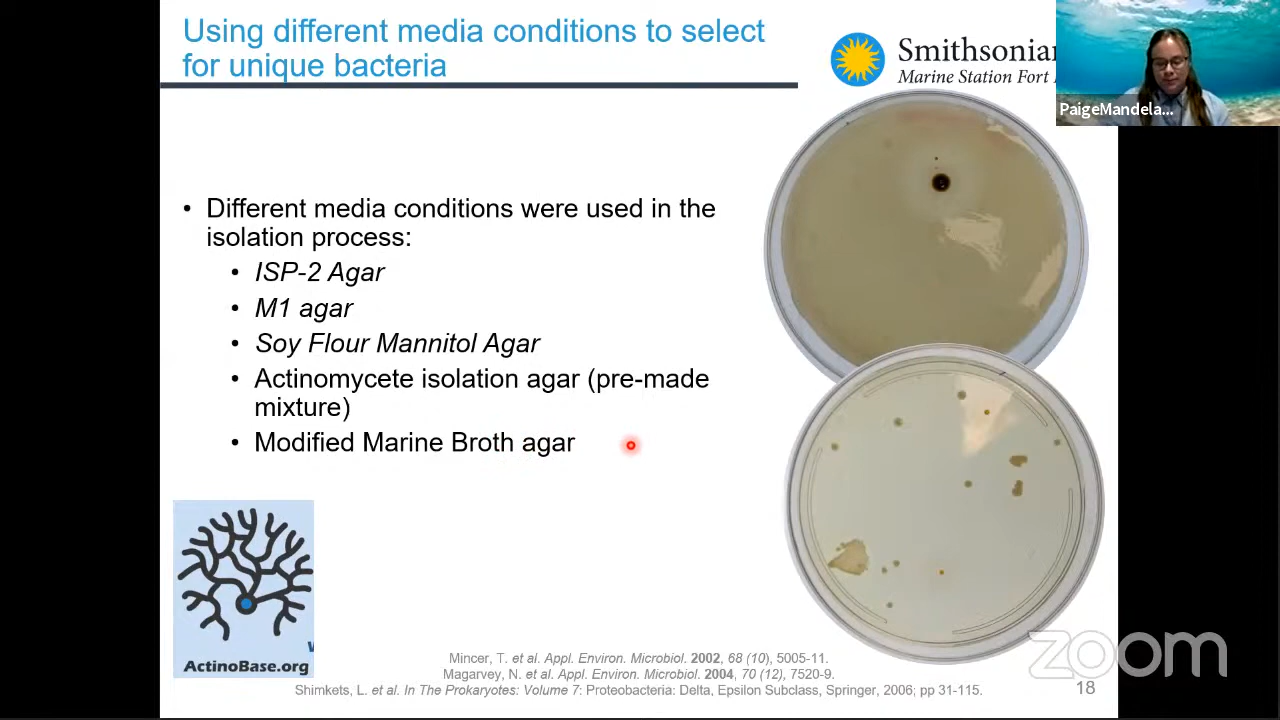 Using different media conditions to select
for unique bacteria
Smithsonian
Marine Station Fort
PaigeMandela...
• Different media conditions were used in the
isolation process:
• ISP-2 Agar
• M1 agar
• Soy Flour Mannitol Agar
• Actinomycete isolation agar (pre-made
mixture)
• Modified Marine Broth agar
ActinoBase.org
Mincer, T. et al. Appl. Environ. Microbiol. 2002, 68 (10), 5005-11.
Magarvey, N. et al. Appl. Environ. Microbiol. 2004, 70 (12), 7520-9.
Shimkets, L. et al. In The Prokaryotes: Volume 7: Proteobacteria: Delta, Epsilon Subclass, Springer, 2006; pp 31-115.
18
zoom